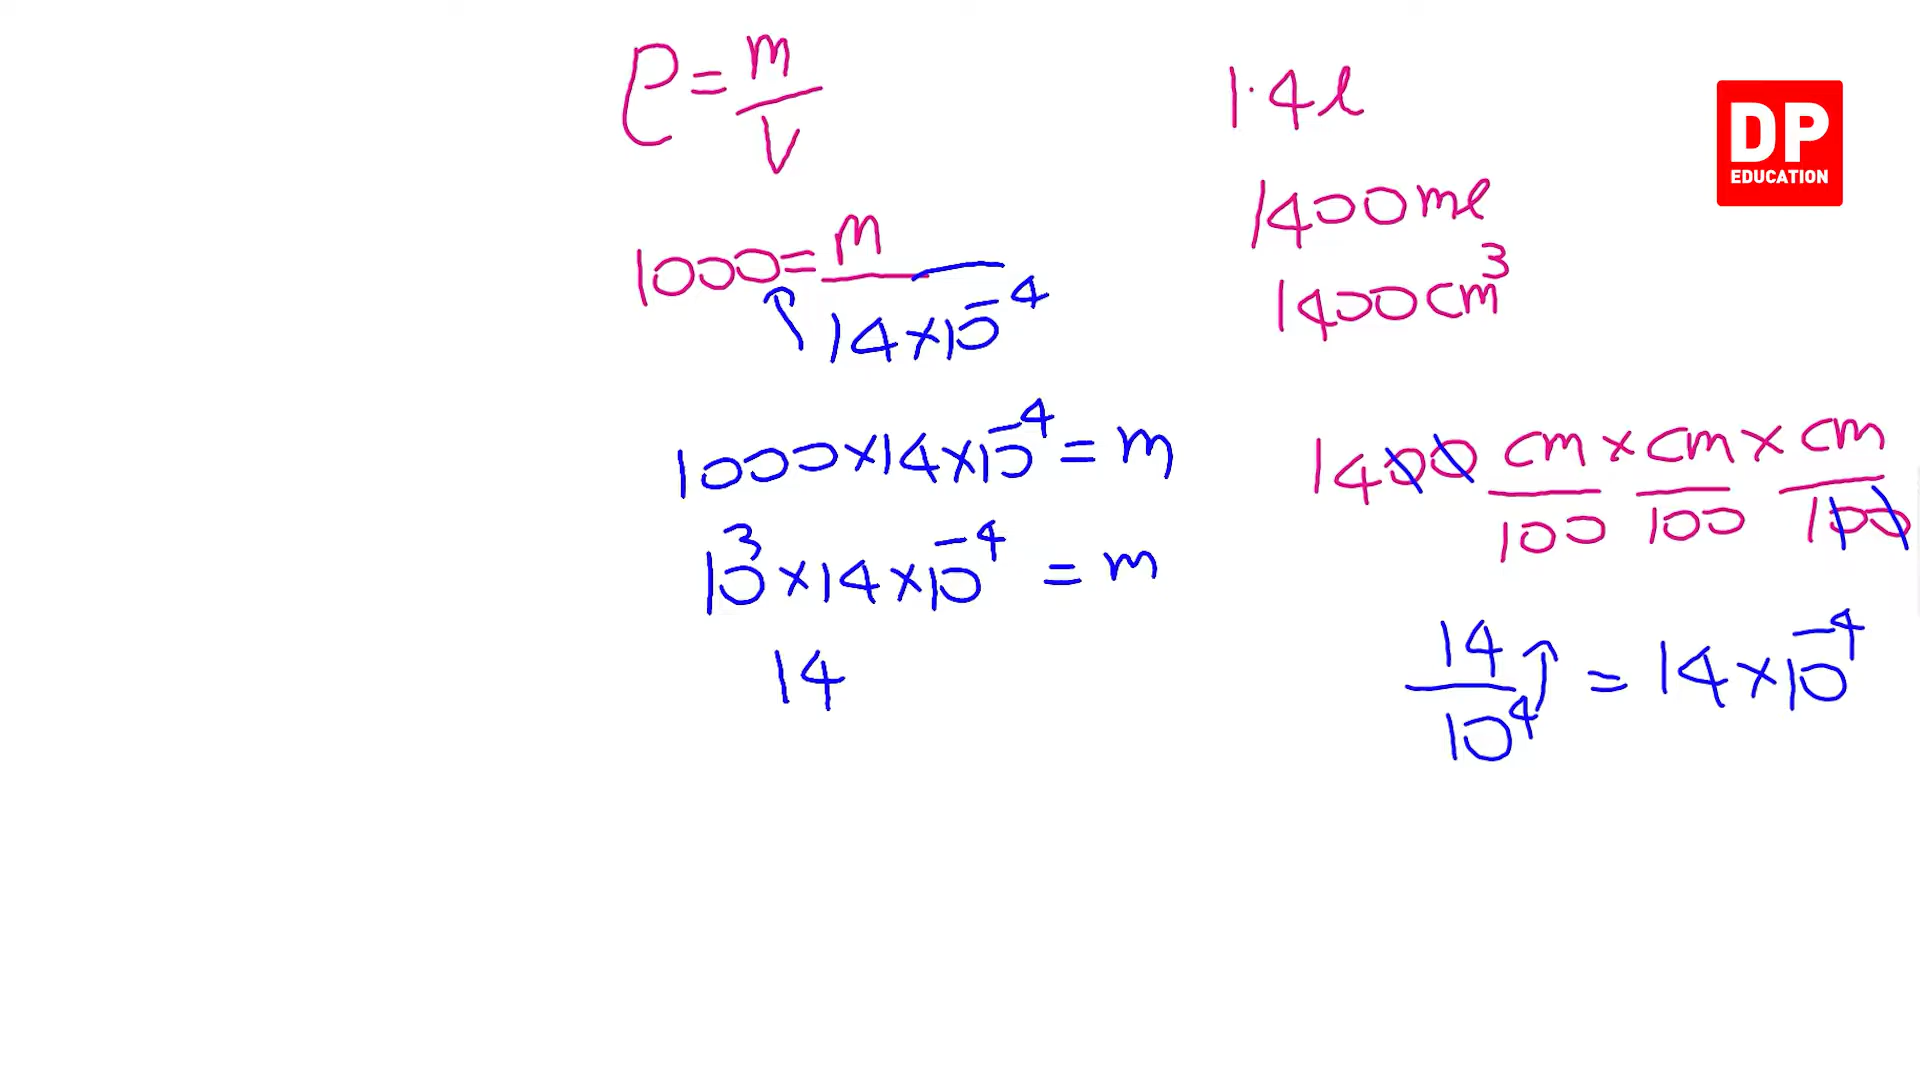 ρ = m/V
1000 = m/14×10⁻⁴
1000×14×10⁻⁴ = m
10³×14×10⁻⁴ = m
14
1.4l
1400ml
1400cm³
1400 cm/100 × cm/100 × cm/100
14/10⁴ = 14×10⁻⁴
DP
EDUCATION